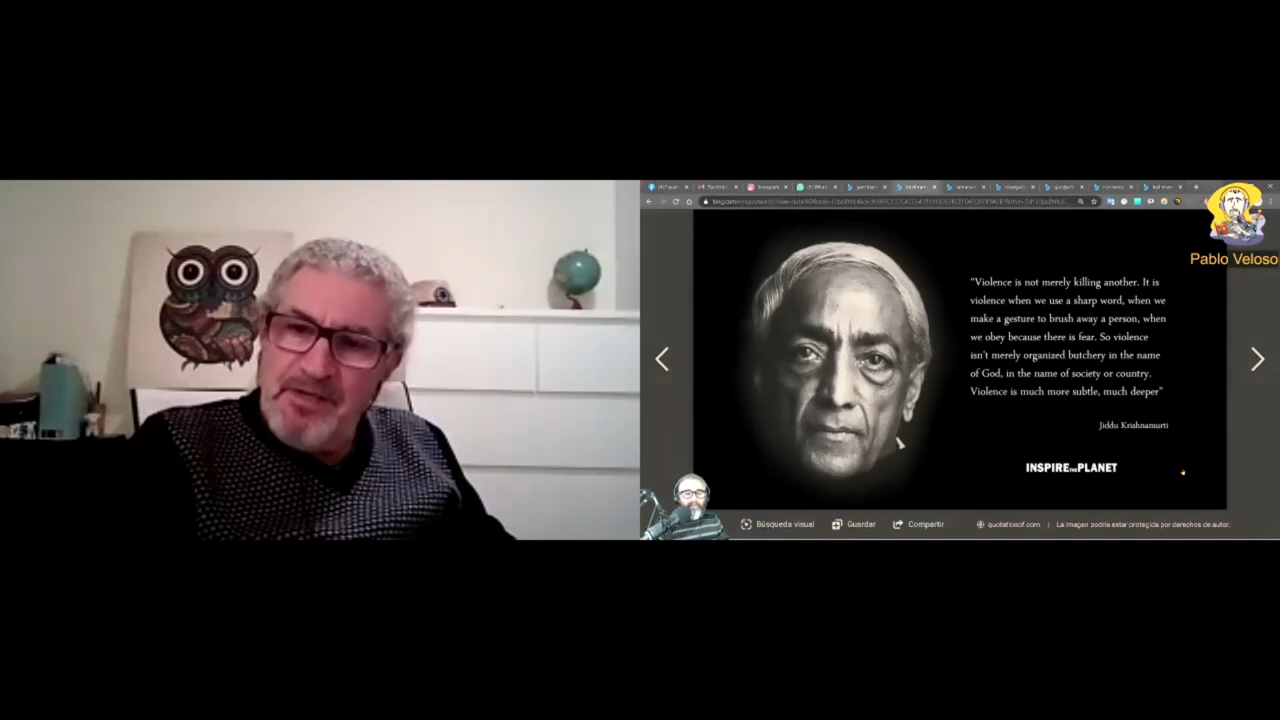 Instagram
Pablo Veloso
“Violence is not merely killing another. It is
violence when we use a sharp word, when we
make a gesture to brush away a person, when
we obey because there is fear. So violence
isn't merely organized butchery in the name
of God, in the name of society or country.
Violence is much more subtle, much deeper”
Jiddu Krishnamurti
INSPIRE THE PLANET
Búsqueda visual
Guardar
Compartir
quotationof.com | La imagen podría estar protegida por derechos de autor.